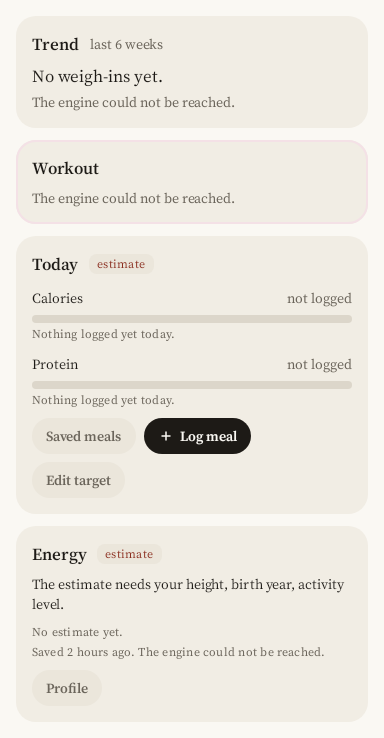 Trend last 6 weeks
No weigh-ins yet.
The engine could not be reached.
Workout
The engine could not be reached.
Today estimate
Calories not logged
Nothing logged yet today.
Protein not logged
Nothing logged yet today.
Saved meals + Log meal
Edit target
Energy estimate
The estimate needs your height, birth year, activity
level.
No estimate yet.
Saved 2 hours ago. The engine could not be reached.
Profile